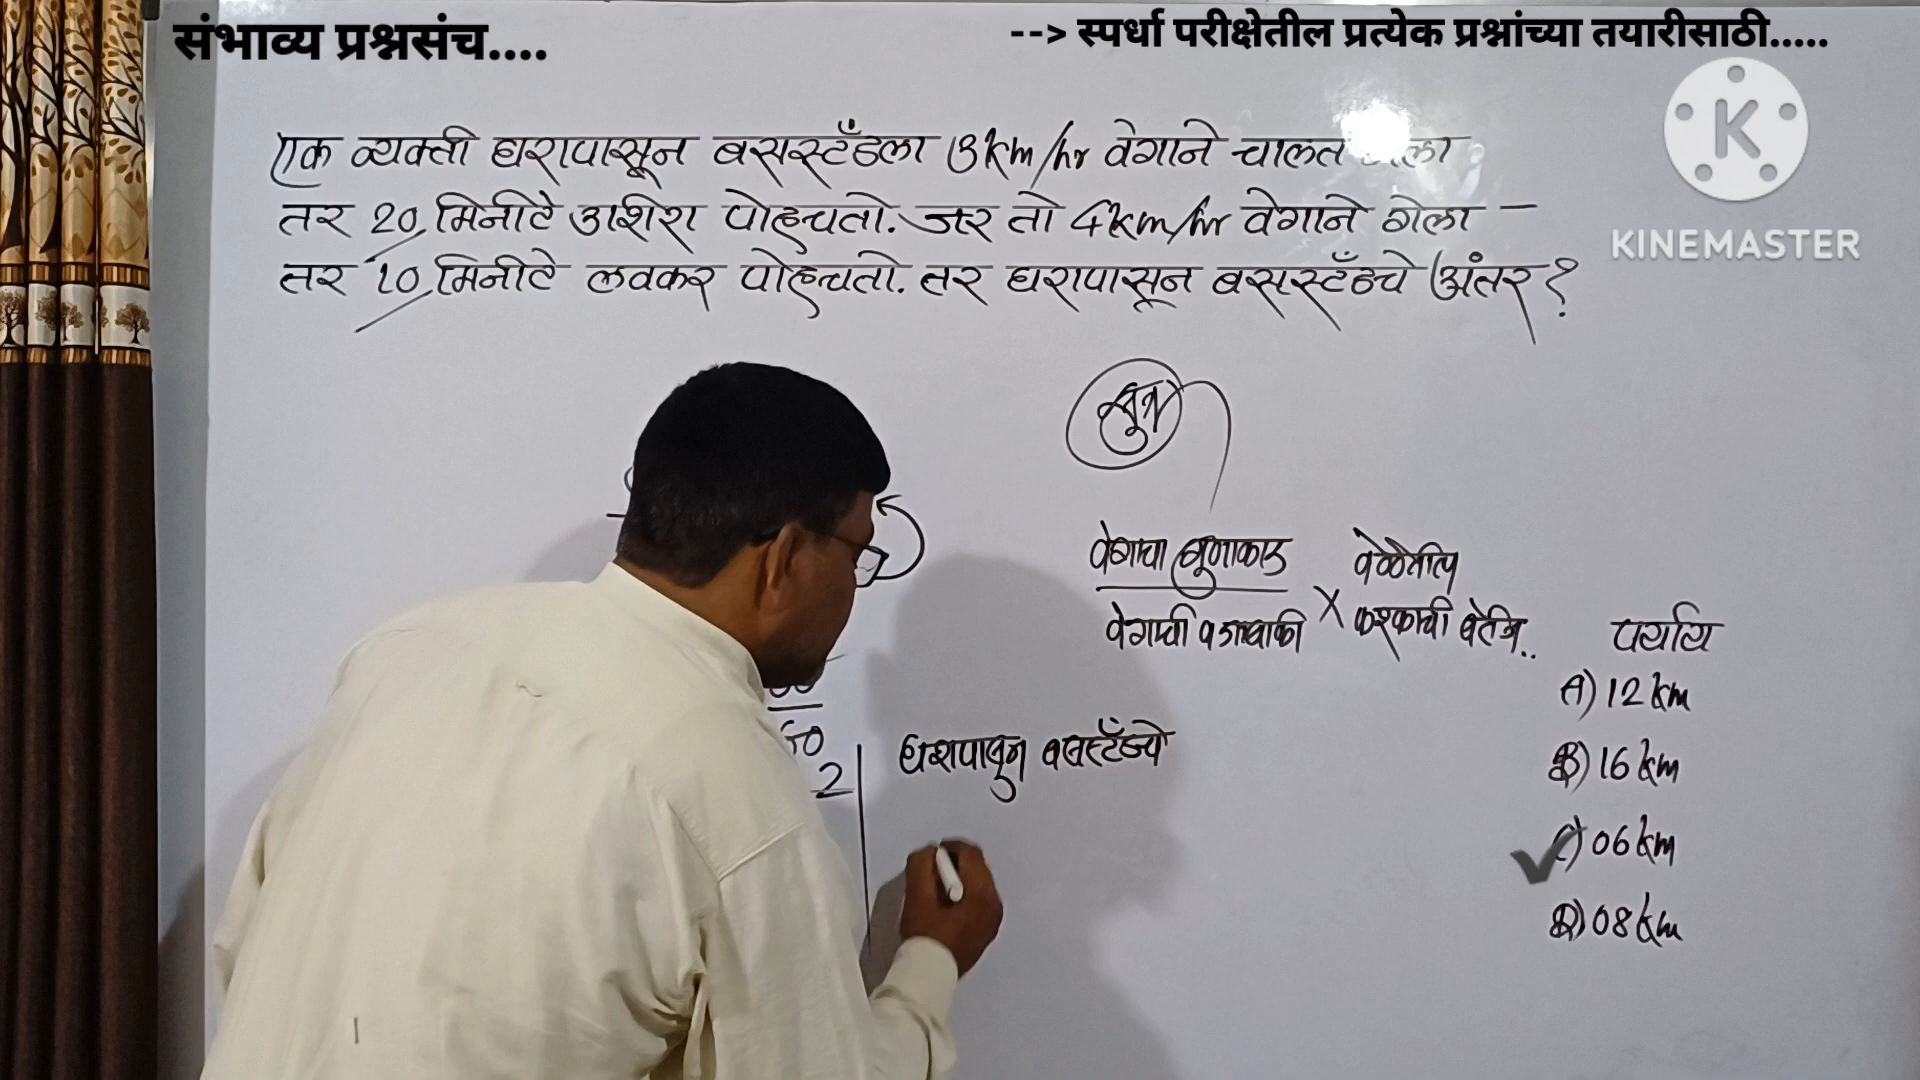 संभाव्य प्रश्नसंच....
--> स्पर्धा परीक्षेतील प्रत्येक प्रश्नांच्या तयारीसाठी.....
KINEMASTER
एक व्यक्ती घरापासून बसस्टँडला 3km/hr वेगाने चालत
तर 20 मिनीटे उशिरा पोहचतो. जर तो 4km/hr वेगाने गेला -
तर 10 मिनीटे लवकर पोहचतो. तर घरापासून बसस्टँडचे अंतर?
सूत्र
वेगाचा गुणाकार
वेगाची वजाबाकी
×
वेळेतील
फरकाची बेरीज..
पर्याय
A) 12 km
B) 16 km
C) 06 km
D) 08 km
घरापासून बसस्टँडचे
2